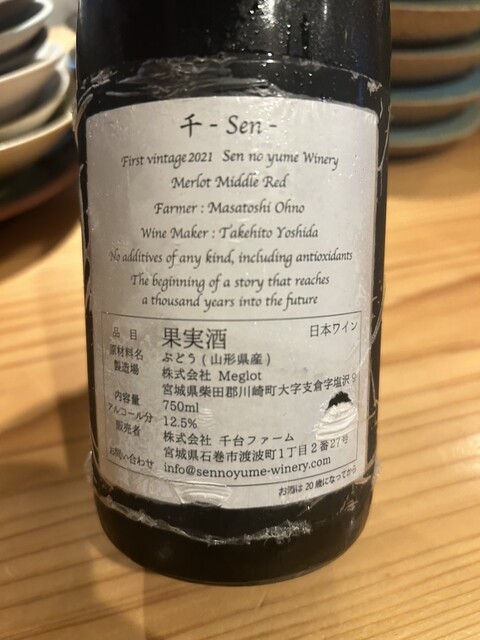 千 - Sen -
First vintage 2021 Sen no yume Winery
Merlot Middle Red
Farmer : Masatoshi Ohno
Wine Maker : Takehito Yoshida
No additives of any kind, including antioxidants
The beginning of a story that reaches
a thousand years into the future
品 目 果実酒 日本ワイン
原材料名 ぶどう ( 山形県産 )
製造場 株式会社 Meglot
宮城県柴田郡川崎町大字支倉字塩沢 9
内容量 750ml
アルコール分 12.5%
販売者 株式会社 千台ファーム
宮城県石巻市渡波町1丁目2番27号
お問い合わせ info@sennoyume-winery.com
お酒は 20 歳になってから